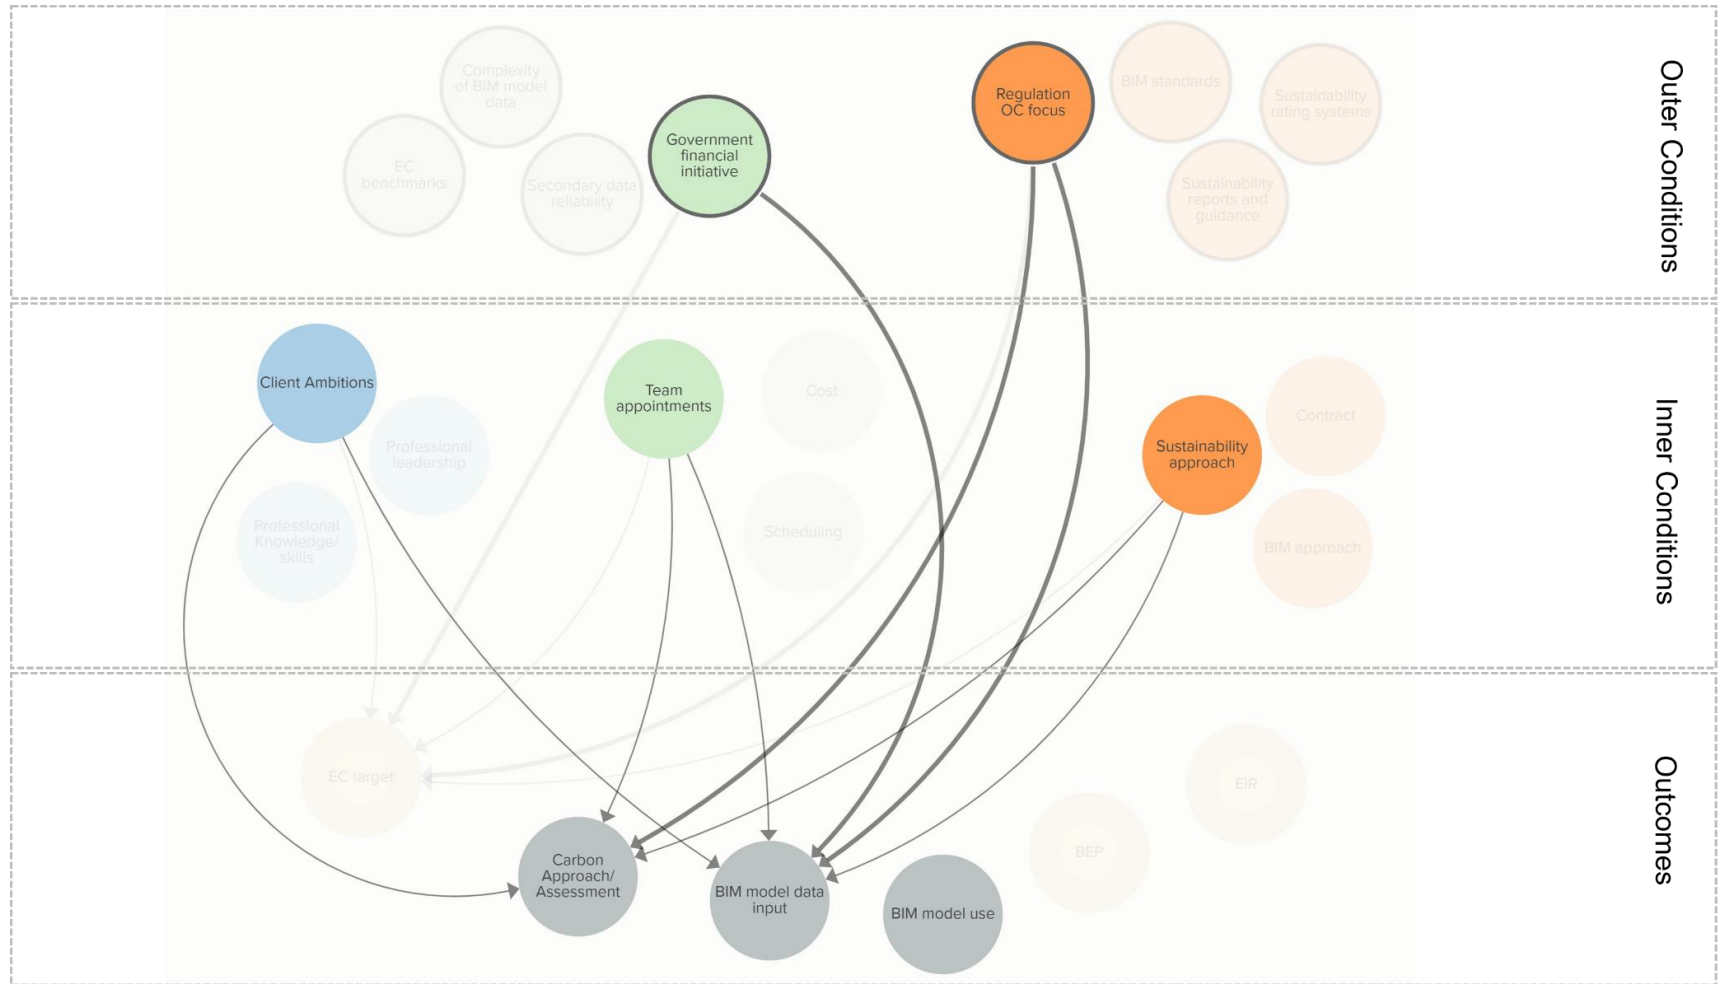 Complexity
of BIM model
data
EC
benchmarks
Secondary data
reliability
Government
financial
initiative
Regulation
OC focus
BIM standards
Sustainability
rating systems
Sustainability
reports and
guidance
Outer Conditions
Client Ambitions
Professional
leadership
Professional
Knowledge/
skills
Team
appointments
Cost
Scheduling
Sustainability
approach
Contract
BIM approach
Inner Conditions
EC target
Carbon
Approach/
Assessment
BIM model data
input
BIM model use
BEP
EIR
Outcomes